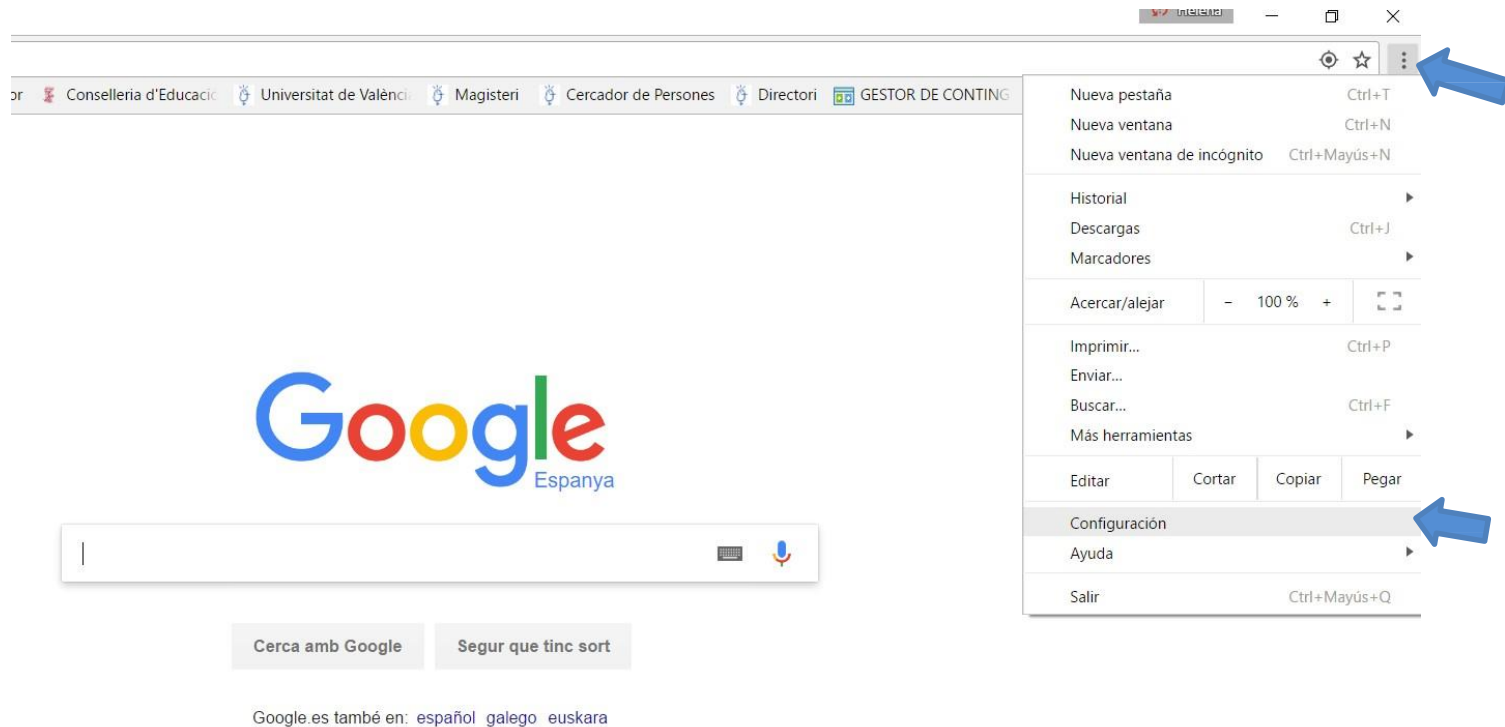 Helena
or Conselleria d'Educació Universitat de Valènci Magisteri Cercador de Persones Directori GESTOR DE CONTING
Nueva pestaña Ctrl+T
Nueva ventana Ctrl+N
Nueva ventana de incógnito Ctrl+Mayús+N
Historial
Descargas Ctrl+J
Marcadores
Acercar/alejar - 100 % +
Imprimir... Ctrl+P
Enviar...
Buscar... Ctrl+F
Más herramientas
Editar Cortar Copiar Pegar
Configuración
Ayuda
Salir Ctrl+Mayús+Q
Google
Espanya
Cerca amb Google Segur que tinc sort
Google.es també en: español galego euskara